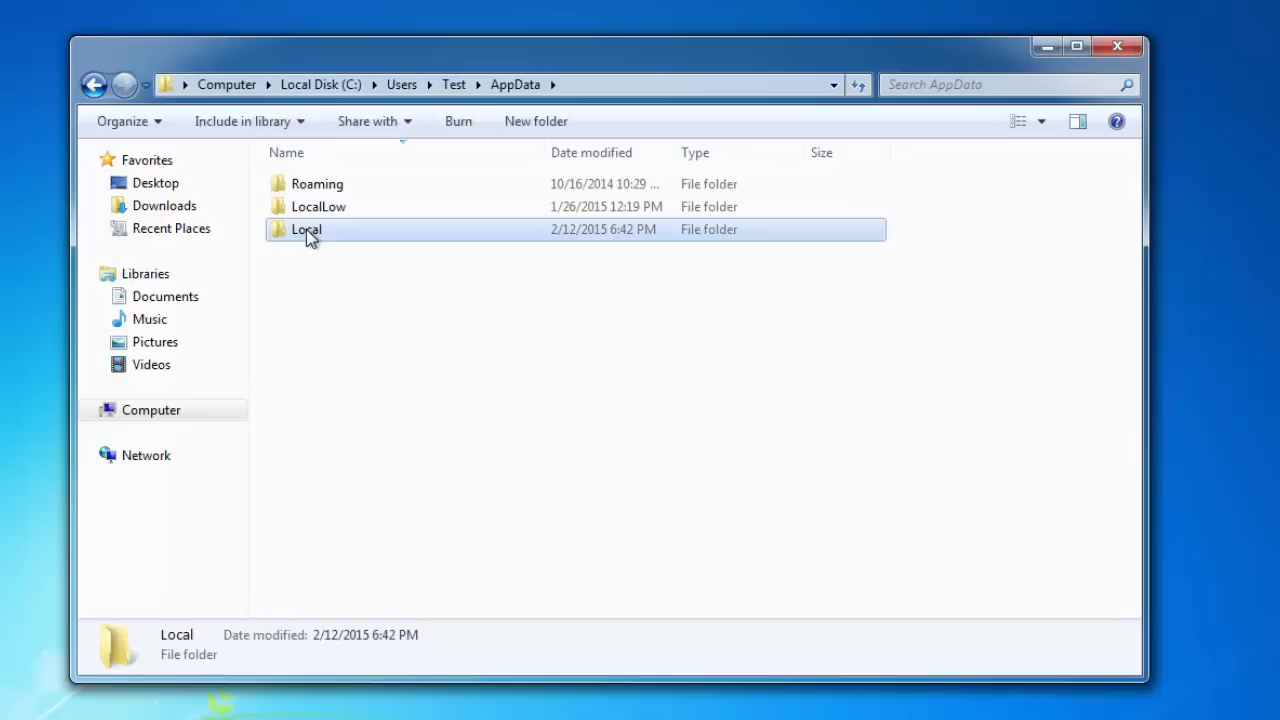 Computer Local Disk (C:) Users Test AppData Search AppData
Organize Include in library Share with Burn New folder
Name Date modified Type Size
Favorites
Desktop
Downloads
Recent Places
Libraries
Documents
Music
Pictures
Videos
Computer
Network
Roaming 10/16/2014 10:29 ... File folder
LocalLow 1/26/2015 12:19 PM File folder
Local 2/12/2015 6:42 PM File folder
Local Date modified: 2/12/2015 6:42 PM
File folder